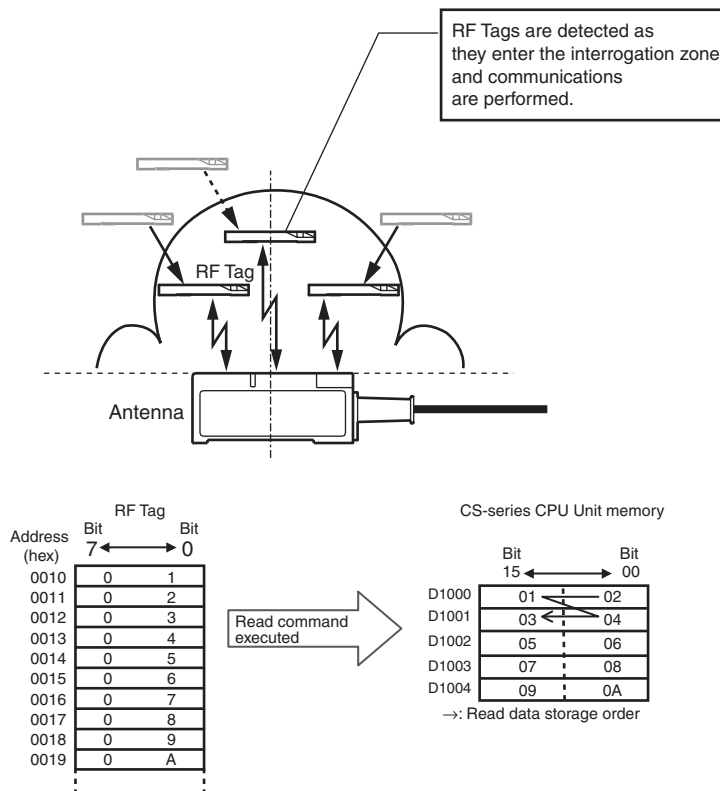 RF Tags are detected as
they enter the interrogation zone
and communications
are performed.
RF Tag
Antenna
RF Tag
Address
(hex)
Bit
7
Bit
0
0010 0 1
0011 0 2
0012 0 3
0013 0 4
0014 0 5
0015 0 6
0016 0 7
0017 0 8
0018 0 9
0019 0 A
Read command
executed
CS-series CPU Unit memory
Bit
15
Bit
00
D1000 01 02
D1001 03 04
D1002 05 06
D1003 07 08
D1004 09 0A
→: Read data storage order